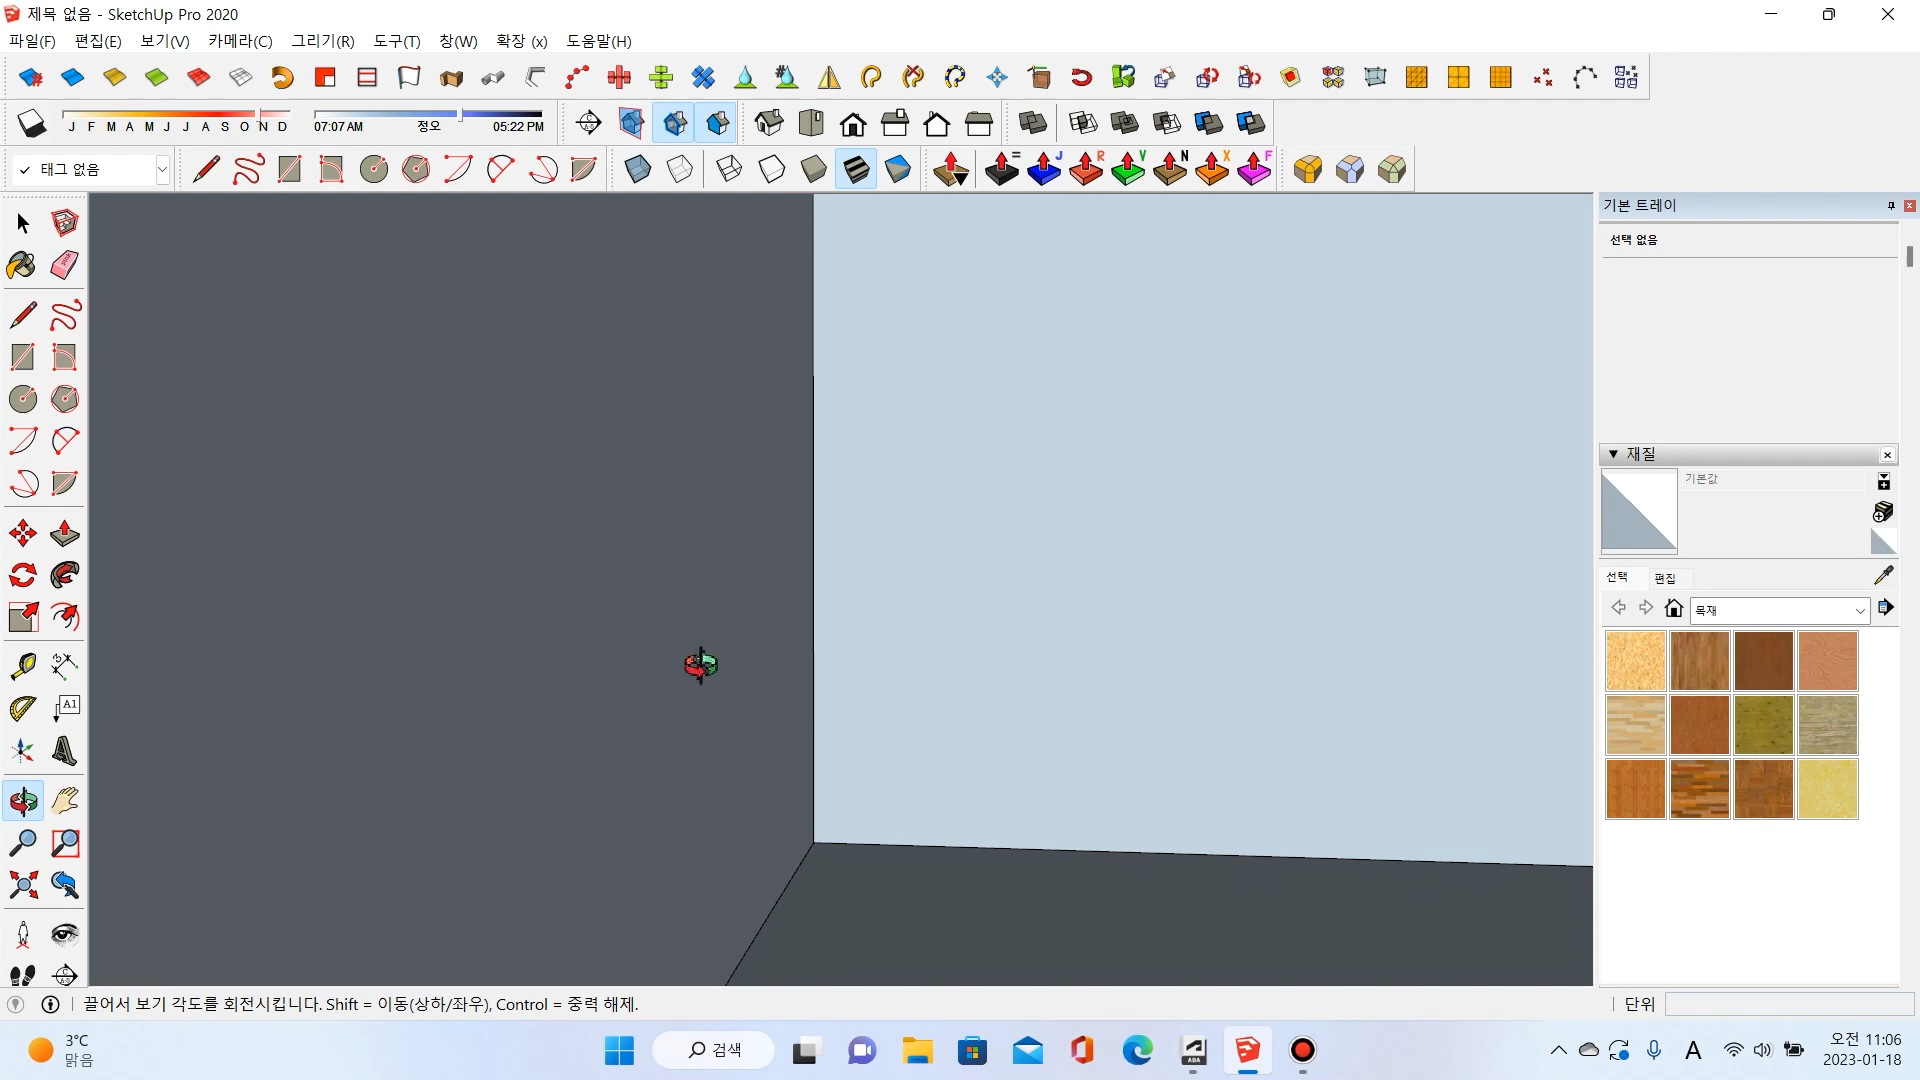 제목 없음 - SketchUp Pro 2020
파일(F) 편집(E) 보기(V) 카메라(C) 그리기(R) 도구(T) 창(W) 확장 (x) 도움말(H)
J F M A M J J A S O N D
07:07 AM 정오 05:22 PM
태그 없음
= J R V N X F
기본 트레이
선택 없음
재질
기본값
선택 편집
목재
A1
끌어서 보기 각도를 회전시킵니다. Shift = 이동(상하/좌우), Control = 중력 해제.
단위
3°C
맑음
검색
ADA
A
오전 11:06
2023-01-18